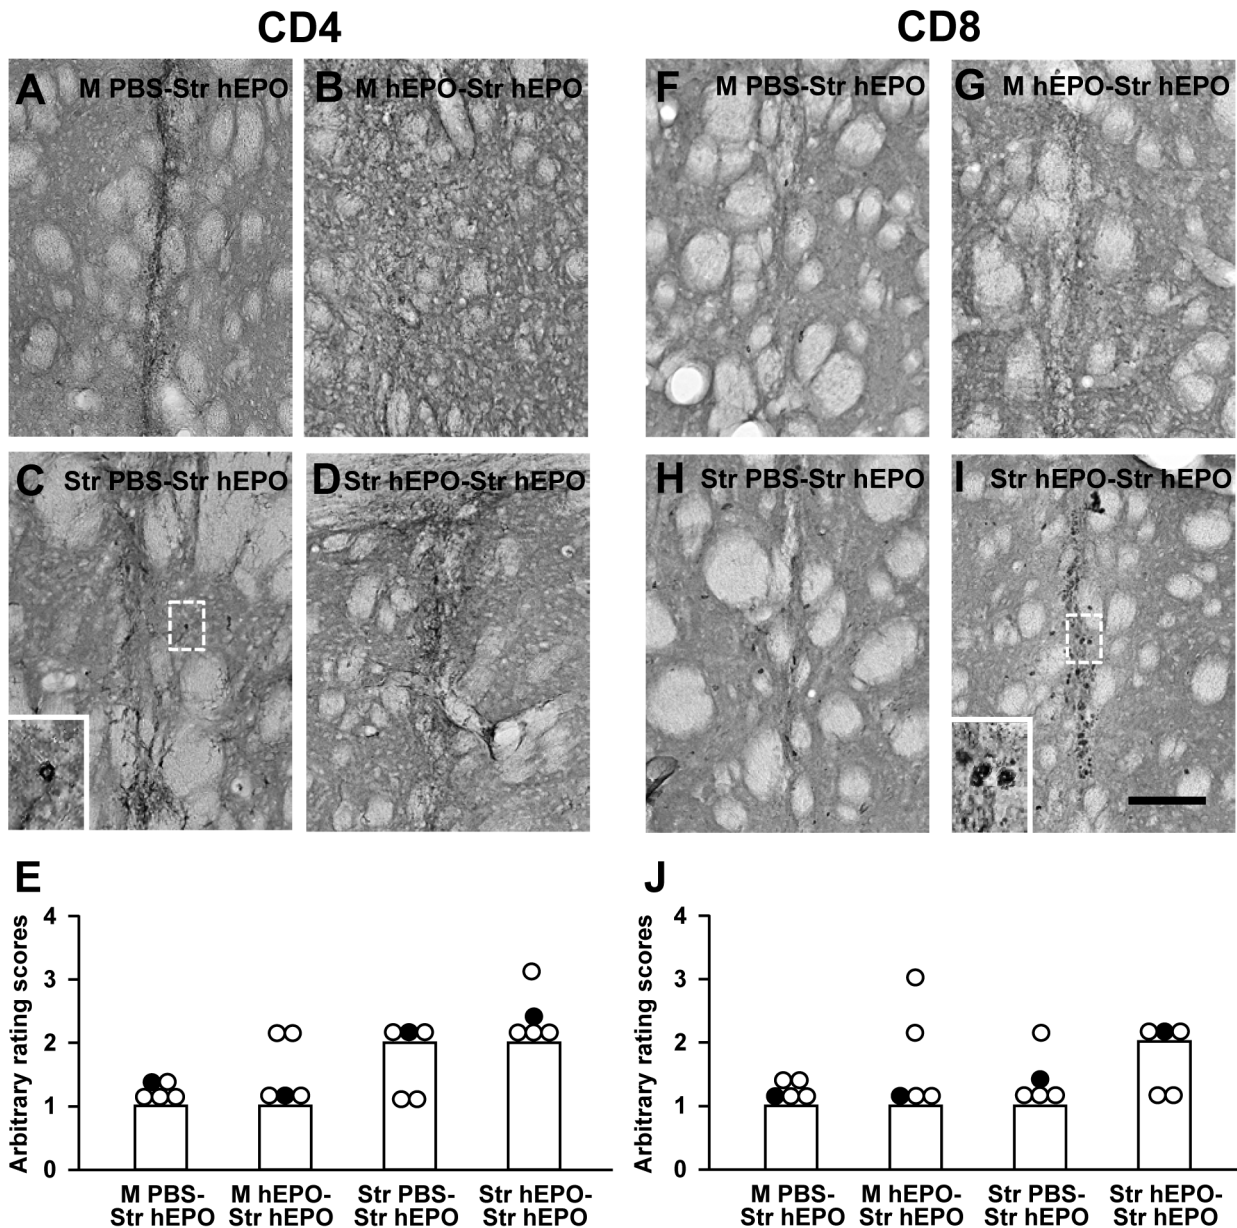 CD4
CD8
A M PBS-Str hEPO
B M hEPO-Str hEPO
F M PBS-Str hEPO
G M hEPO-Str hEPO
C Str PBS-Str hEPO
D Str hEPO-Str hEPO
H Str PBS-Str hEPO
I Str hEPO-Str hEPO
E
Arbitrary rating scores
4
3
2
1
0
M PBS-
Str hEPO
M hEPO-
Str hEPO
Str PBS-
Str hEPO
Str hEPO-
Str hEPO
J
Arbitrary rating scores
4
3
2
1
0
M PBS-
Str hEPO
M hEPO-
Str hEPO
Str PBS-
Str hEPO
Str hEPO-
Str hEPO